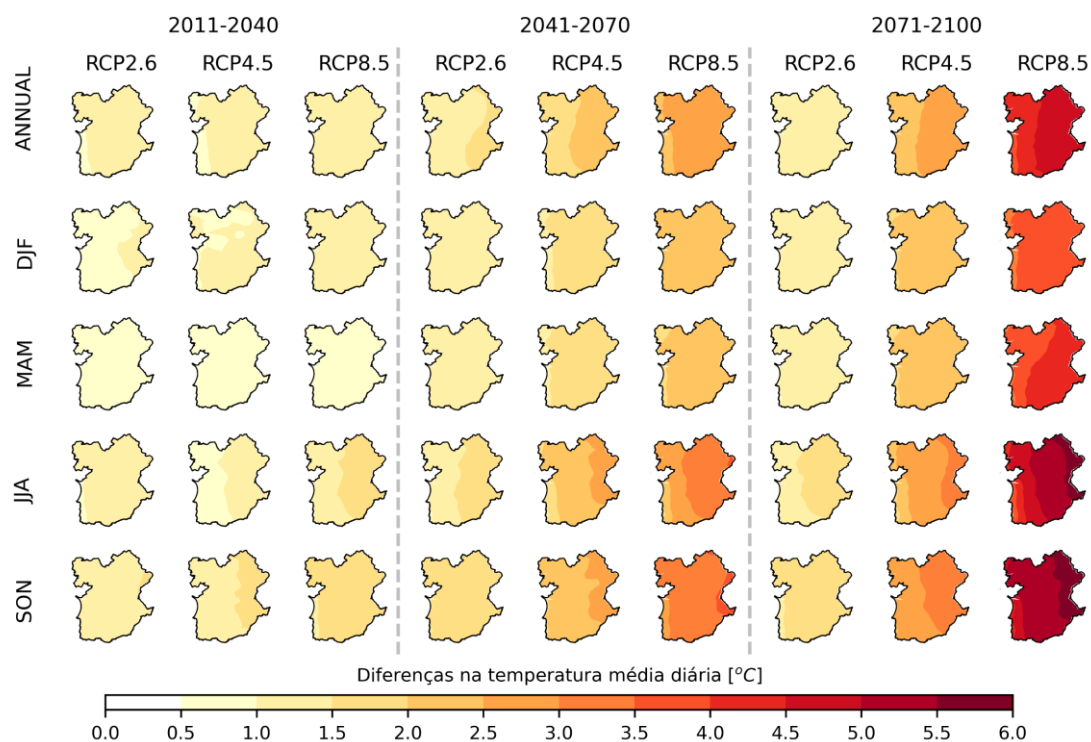 2011-2040 2041-2070 2071-2100
RCP2.6 RCP4.5 RCP8.5 RCP2.6 RCP4.5 RCP8.5 RCP2.6 RCP4.5 RCP8.5
ANNUAL
DJF
MAM
JJA
SON
Diferenças na temperatura média diária [°C]
0.0 0.5 1.0 1.5 2.0 2.5 3.0 3.5 4.0 4.5 5.0 5.5 6.0